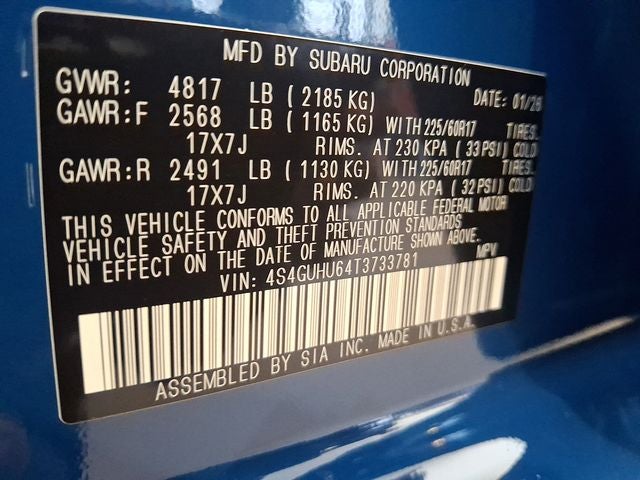 MFD BY SUBARU CORPORATION
GVWR: 4817 LB ( 2185 KG) DATE: 01/26
GAWR:F 2568 LB ( 1165 KG) WITH 225/60R17 TIRES,
17X7J RIMS, AT 230 KPA ( 33 PSI) COLD
GAWR:R 2491 LB ( 1130 KG) WITH 225/60R17 TIRES,
17X7J RIMS, AT 220 KPA ( 32 PSI) COLD
THIS VEHICLE CONFORMS TO ALL APPLICABLE FEDERAL MOTOR
VEHICLE SAFETY AND THEFT PREVENTION STANDARDS
IN EFFECT ON THE DATE OF MANUFACTURE SHOWN ABOVE.
VIN: 4S4GUHU64T3733781 MPV
ASSEMBLED BY SIA INC. MADE IN U.S.A.